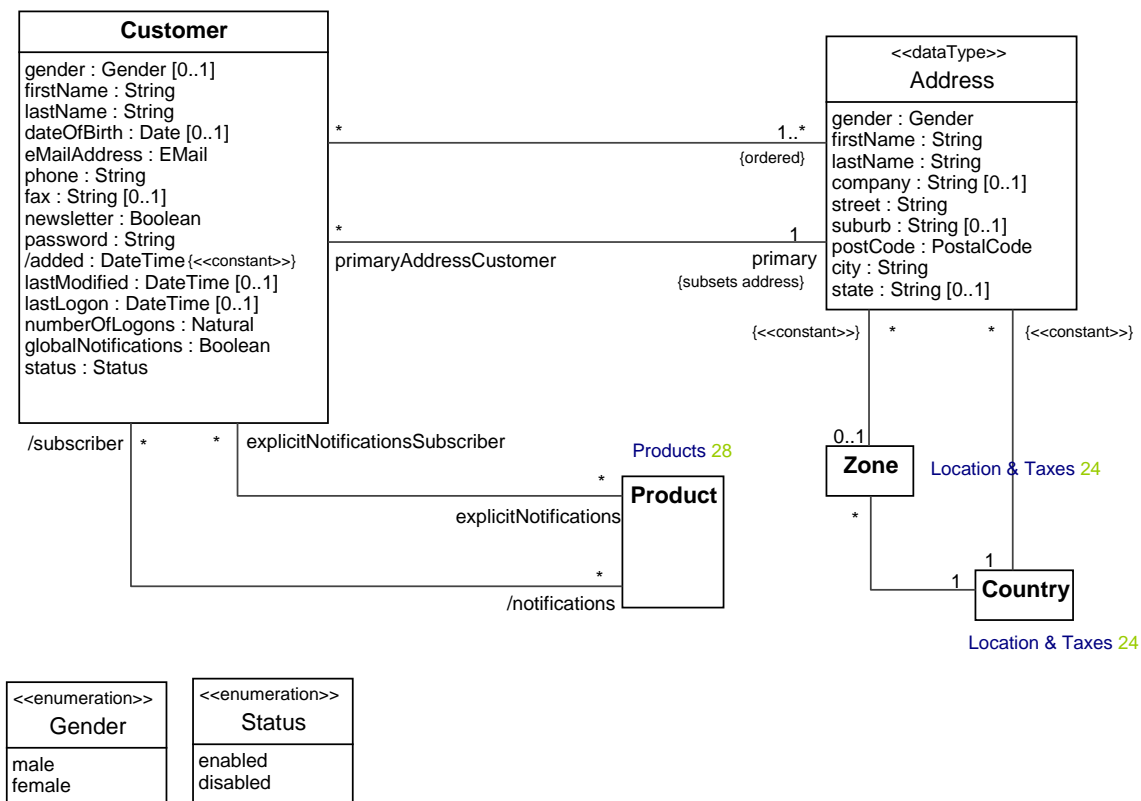 Customer
gender : Gender [0..1]
firstName : String
lastName : String
dateOfBirth : Date [0..1]
eMailAddress : EMail
phone : String
fax : String [0..1]
newsletter : Boolean
password : String
/added : DateTime {<<constant>>}
lastModified : DateTime [0..1]
lastLogon : DateTime [0..1]
numberOfLogons : Natural
globalNotifications : Boolean
status : Status
<<dataType>>
Address
gender : Gender
firstName : String
lastName : String
company : String [0..1]
street : String
suburb : String [0..1]
postCode : PostalCode
city : String
state : String [0..1]
* 1..*
{ordered}
* 1
primaryAddressCustomer primary
{subsets address}
{<<constant>>} * * {<<constant>>}
/subscriber * * explicitNotificationsSubscriber
0..1
Products 28
Zone
Location & Taxes 24
*
Product
explicitNotifications
*
*
/notifications
1
1
Country
Location & Taxes 24
<<enumeration>>
Gender
male
female
<<enumeration>>
Status
enabled
disabled